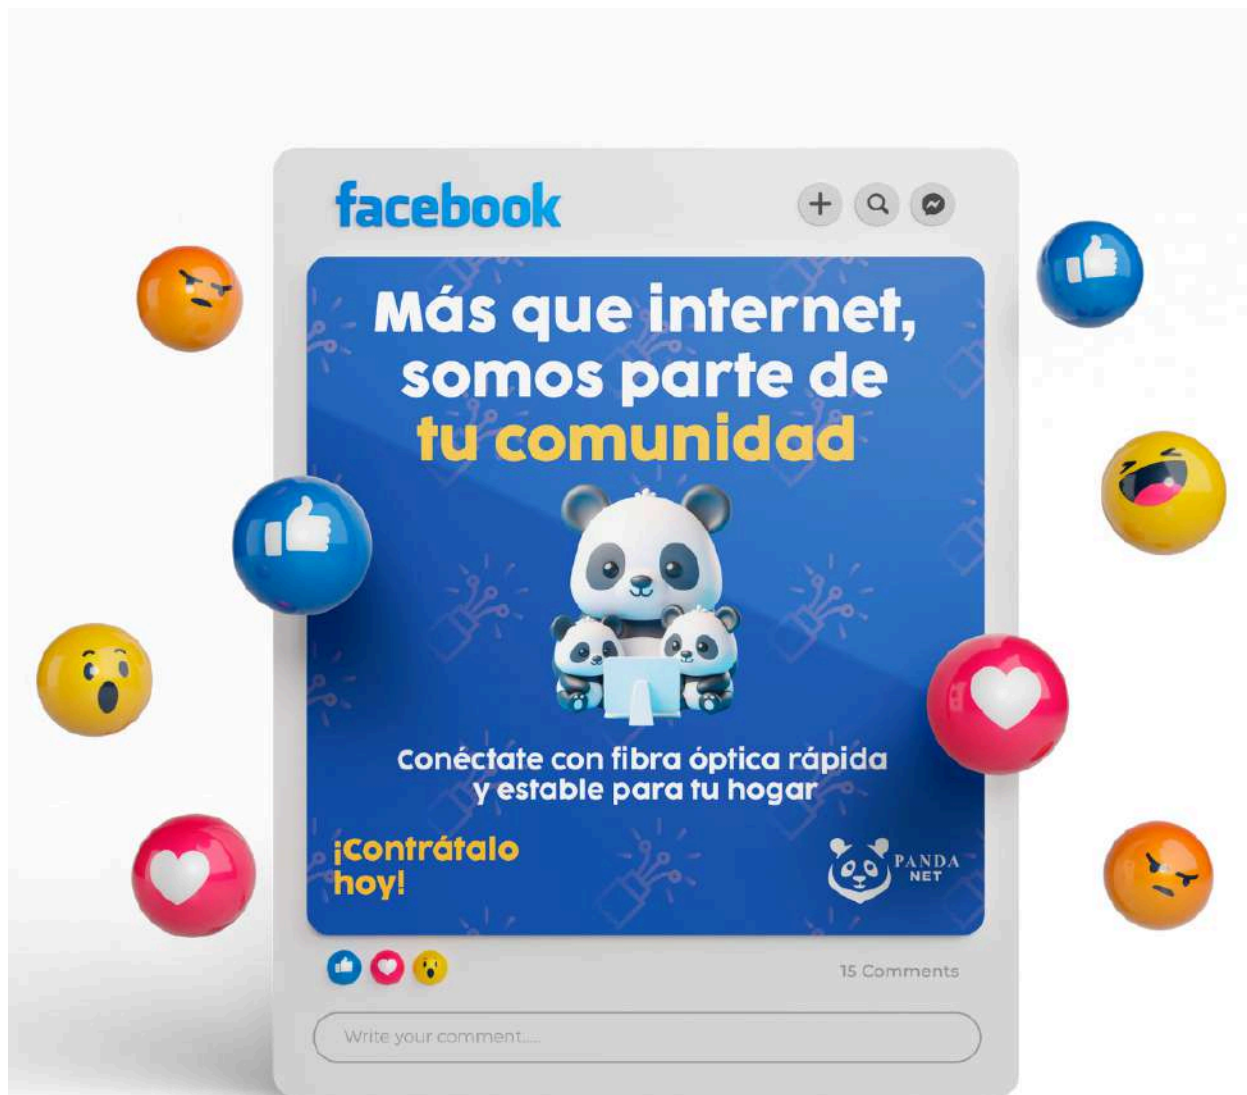 facebook
Más que internet,
somos parte de
tu comunidad
Conéctate con fibra óptica rápida
y estable para tu hogar
¡Contrátalo
hoy!
PANDA
NET
15 Comments
Write your comment.....